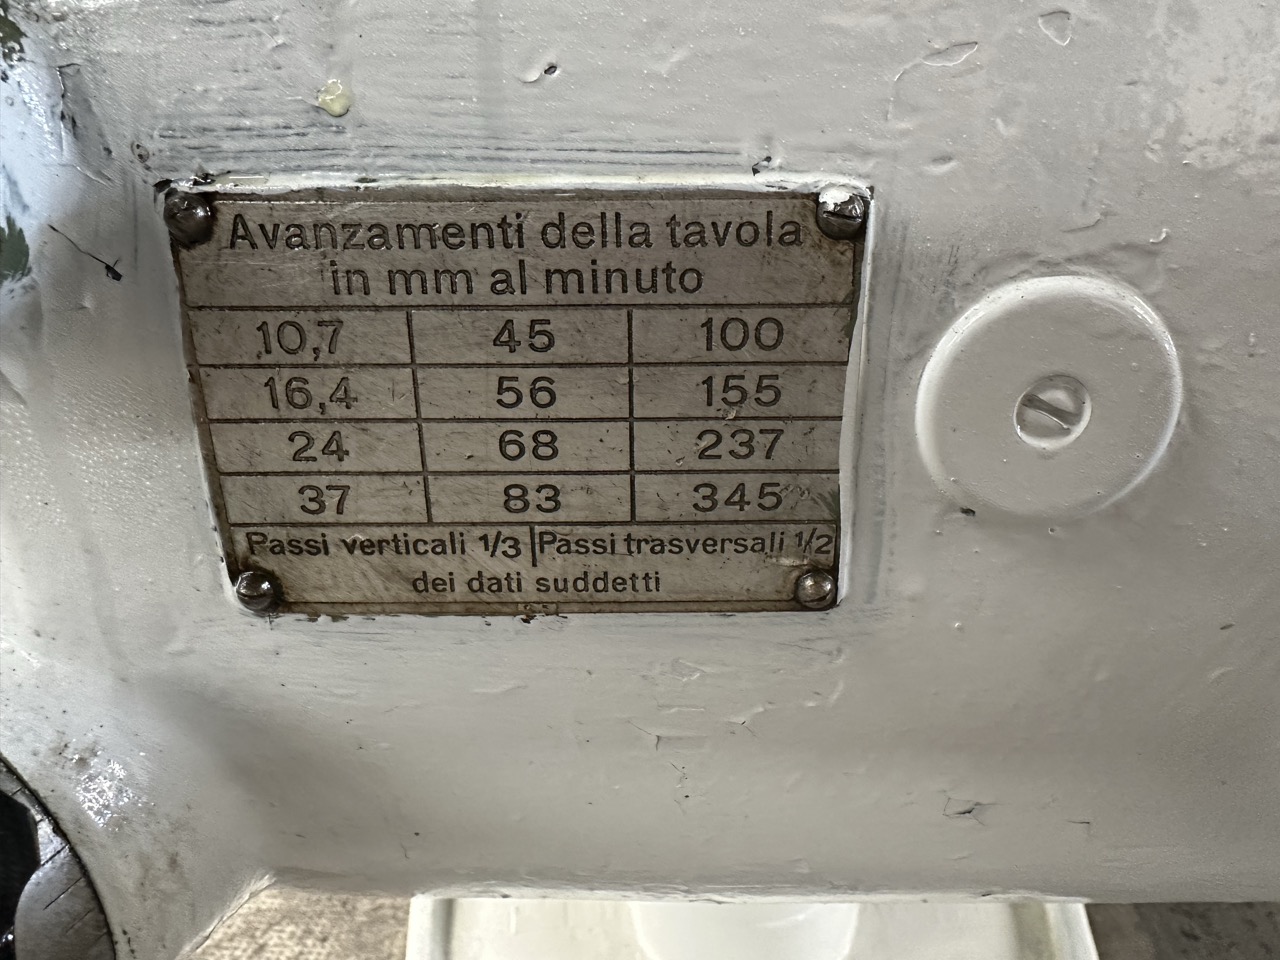 Avanzamenti della tavola
in mm al minuto
10,7 45 100
16,4 56 155
24 68 237
37 83 345
Passi verticali 1/3 Passi trasversali 1/2
dei dati suddetti